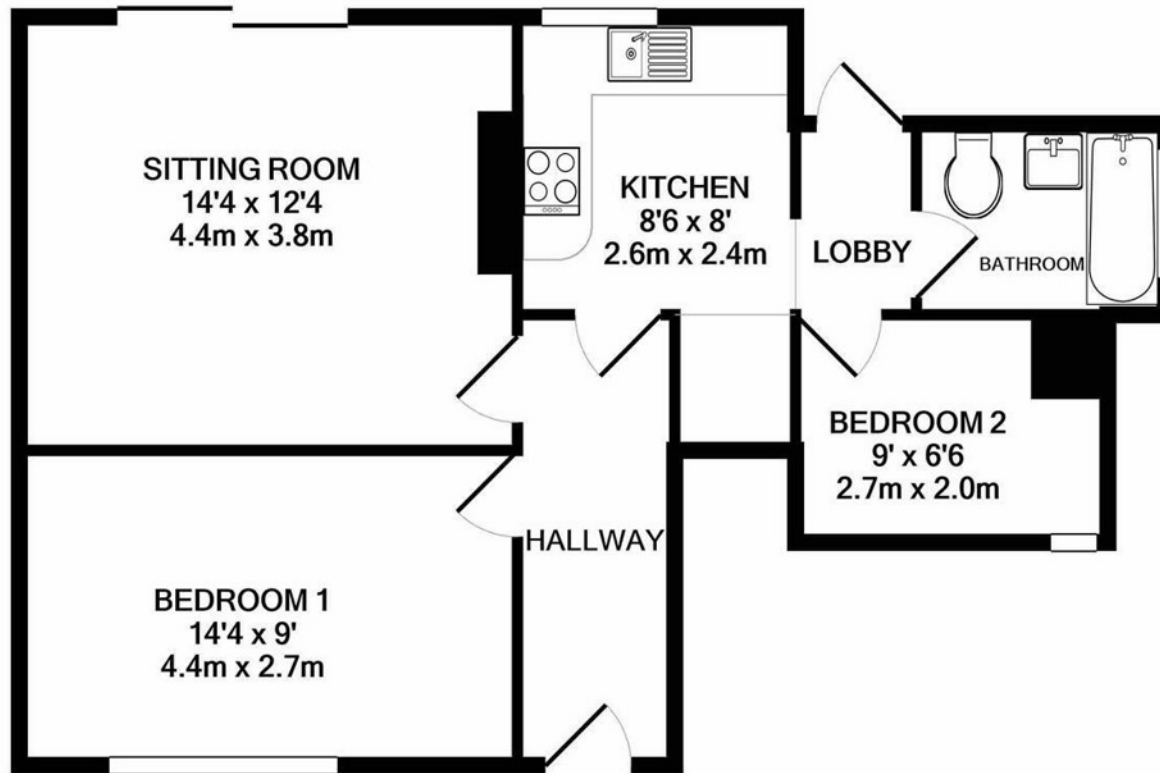 SITTING ROOM
14'4 x 12'4
4.4m x 3.8m
KITCHEN
8'6 x 8'
2.6m x 2.4m
LOBBY
BATHROOM
BEDROOM 2
9' x 6'6
2.7m x 2.0m
HALLWAY
BEDROOM 1
14'4 x 9'
4.4m x 2.7m